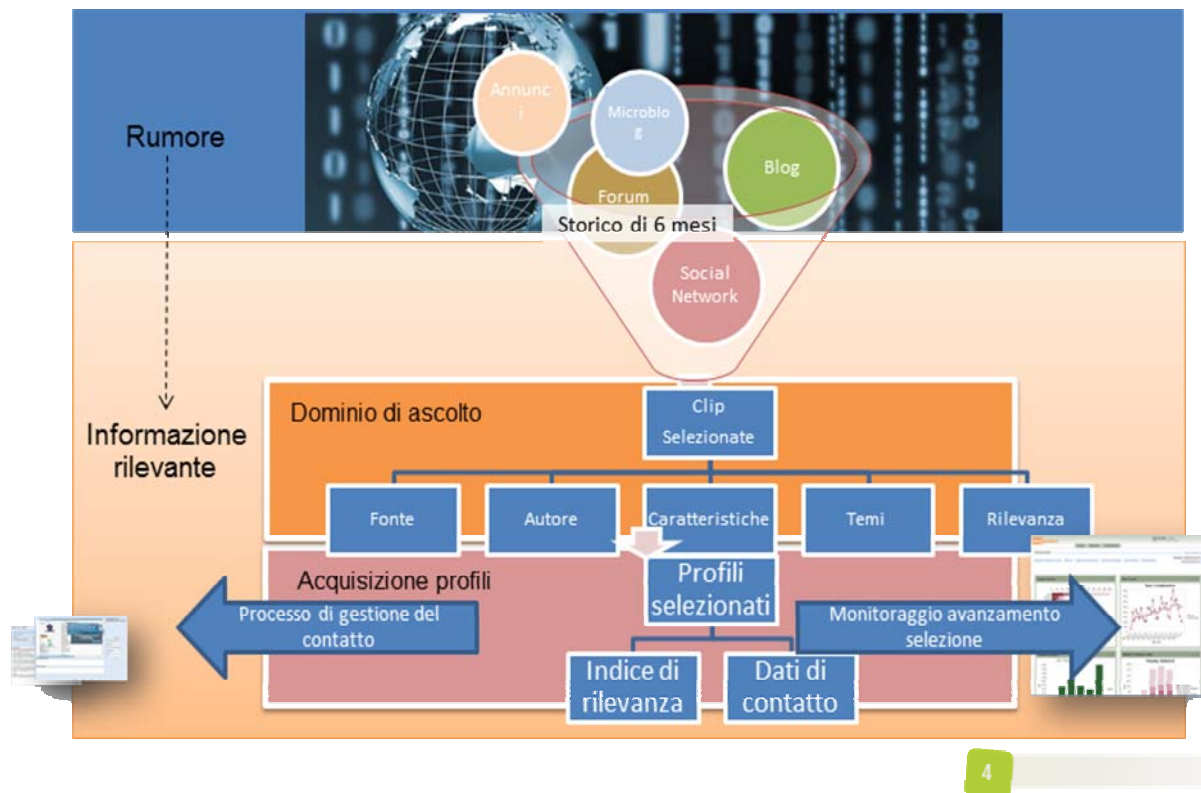 Rumore
Annunc
i
Microblo
g
Blog
Forum
Storico di 6 mesi
Social
Network
Informazione
rilevante
Dominio di ascolto
Clip
Selezionate
Fonte
Autore
Caratteristiche
Temi
Rilevanza
Acquisizione profili
Profili
selezionati
Processo di gestione del
contatto
Monitoraggio avanzamento
selezione
Indice di
rilevanza
Dati di
contatto
4